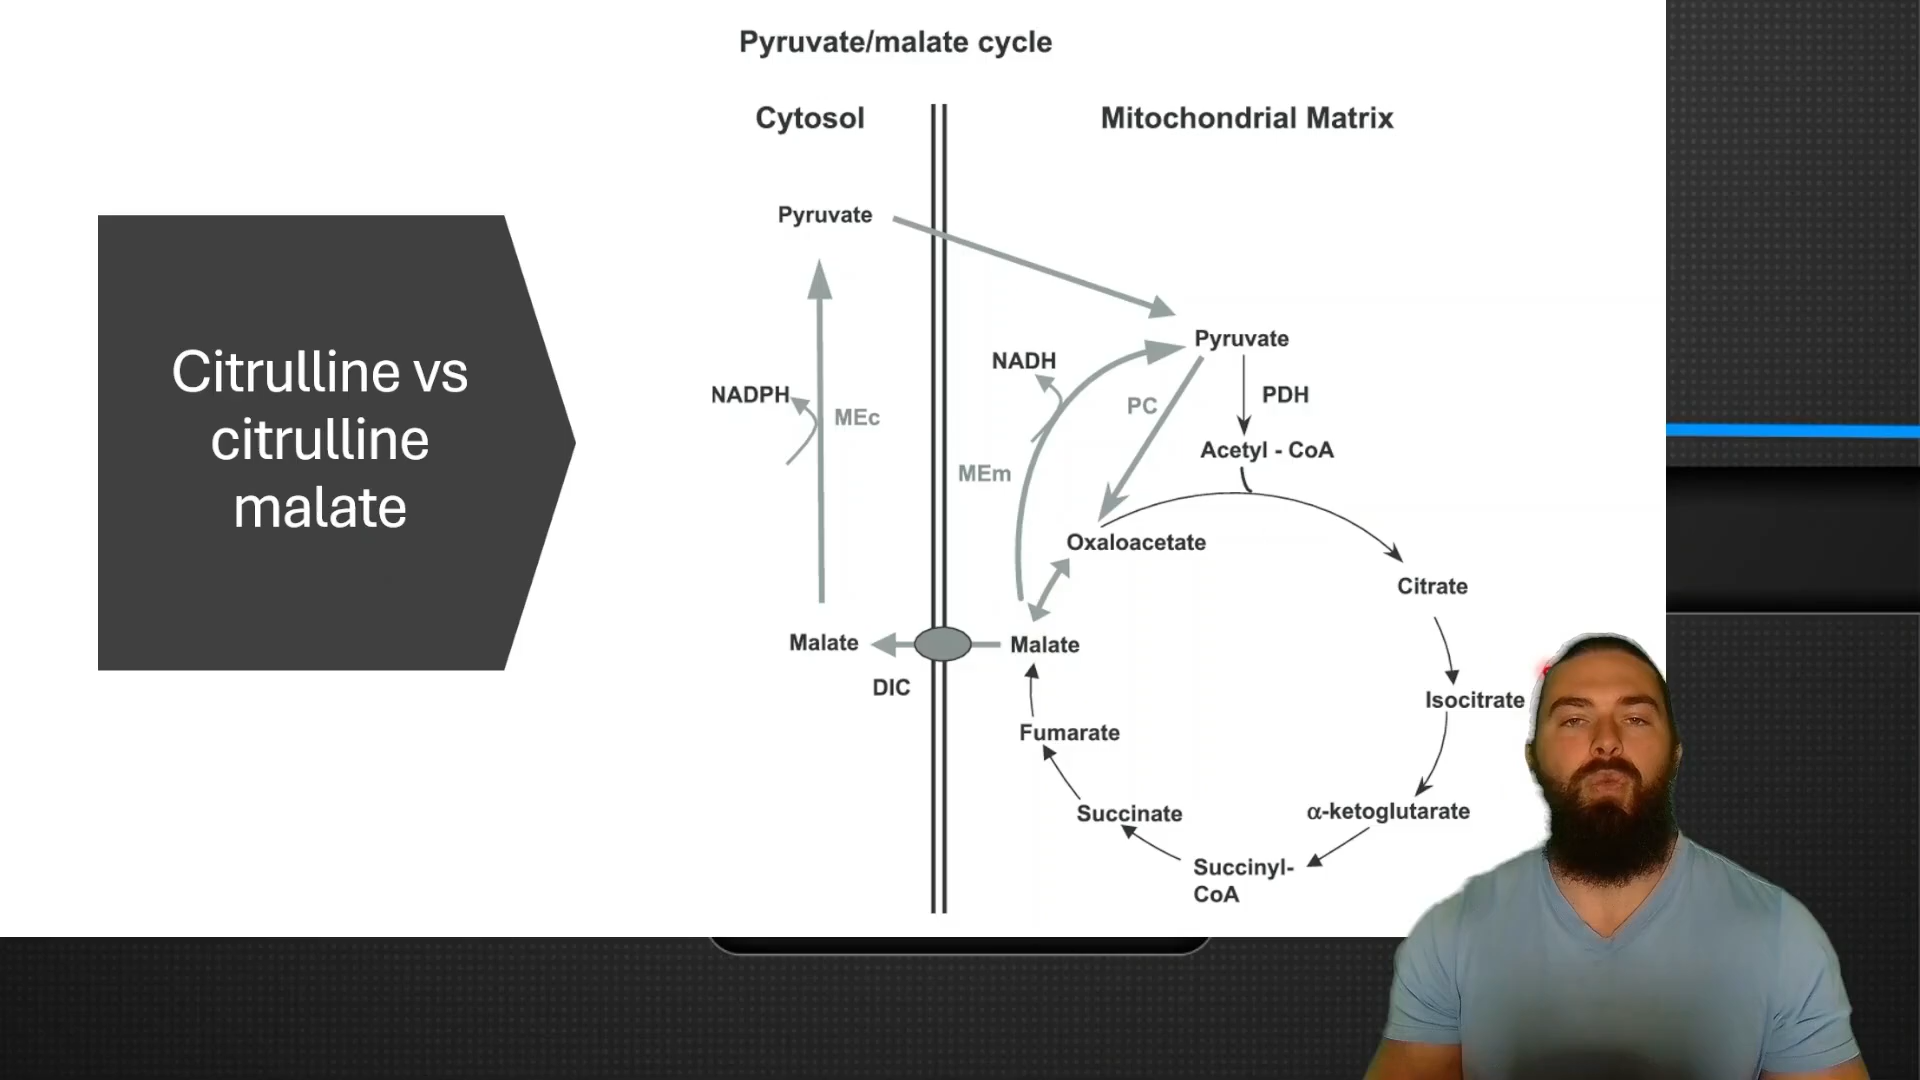 Pyruvate/malate cycle
Cytosol
Mitochondrial Matrix
Citrulline vs
citrulline
malate
Pyruvate
Pyruvate
NADH
NADPH
MEc
PC
PDH
MEm
Acetyl - CoA
Oxaloacetate
Citrate
Malate
Malate
DIC
Isocitrate
Fumarate
α-ketoglutarate
Succinate
Succinyl-
CoA